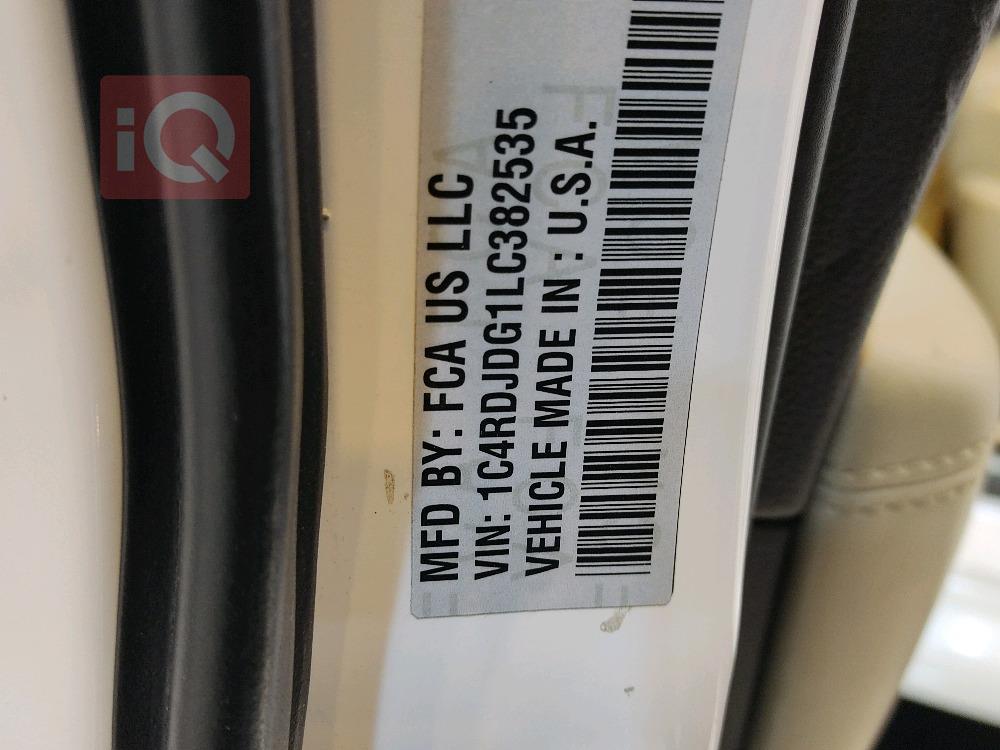 iQ
MFD BY: FCA US LLC
VIN: 1C4RDJDG1LC382535
VEHICLE MADE IN : U.S.A.